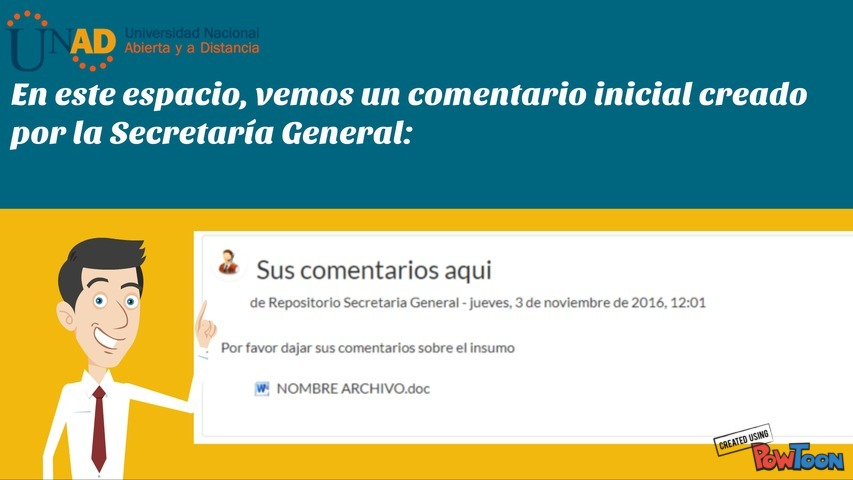 UNAD
Universidad Nacional
Abierta y a Distancia
En este espacio, vemos un comentario inicial creado
por la Secretaría General:
Sus comentarios aqui
de Repositorio Secretaria General - jueves, 3 de noviembre de 2016, 12:01
Por favor dajar sus comentarios sobre el insumo
NOMBRE ARCHIVO.doc
CREATED USING
POWTOON